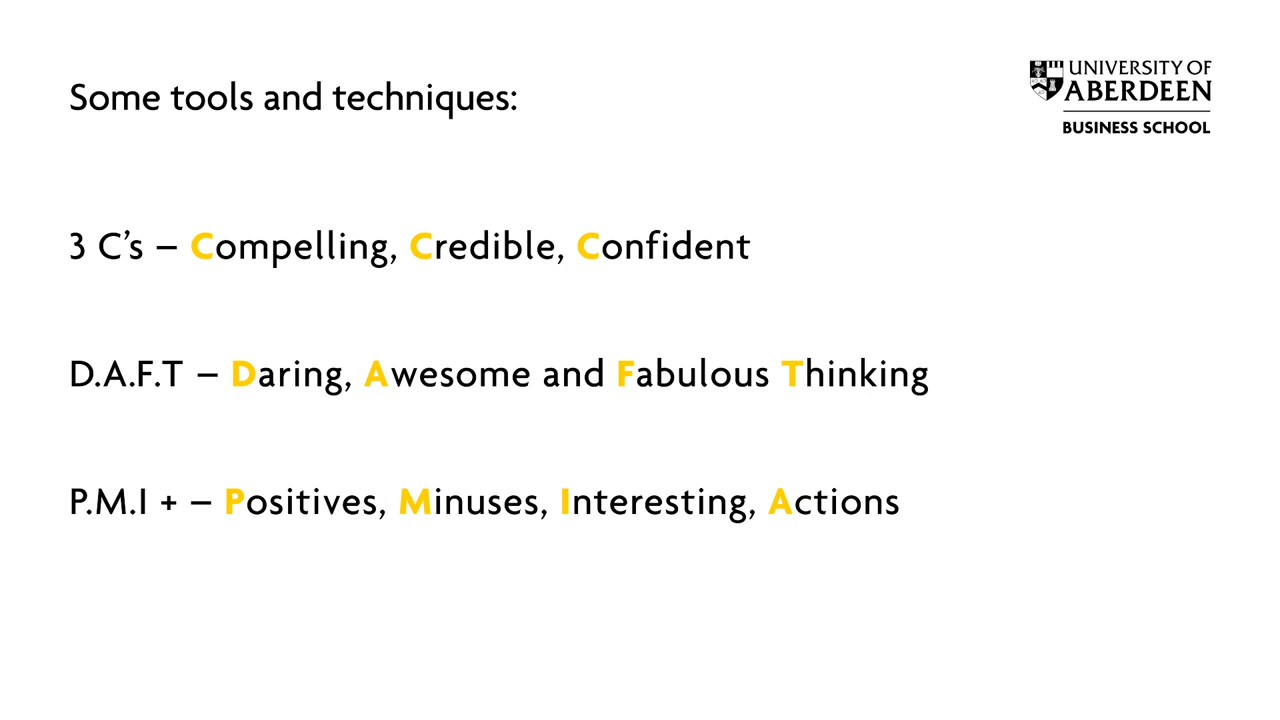 Some tools and techniques:
UNIVERSITY OF
ABERDEEN
BUSINESS SCHOOL
3 C’s – Compelling, Credible, Confident
D.A.F.T – Daring, Awesome and Fabulous Thinking
P.M.I + – Positives, Minuses, Interesting, Actions